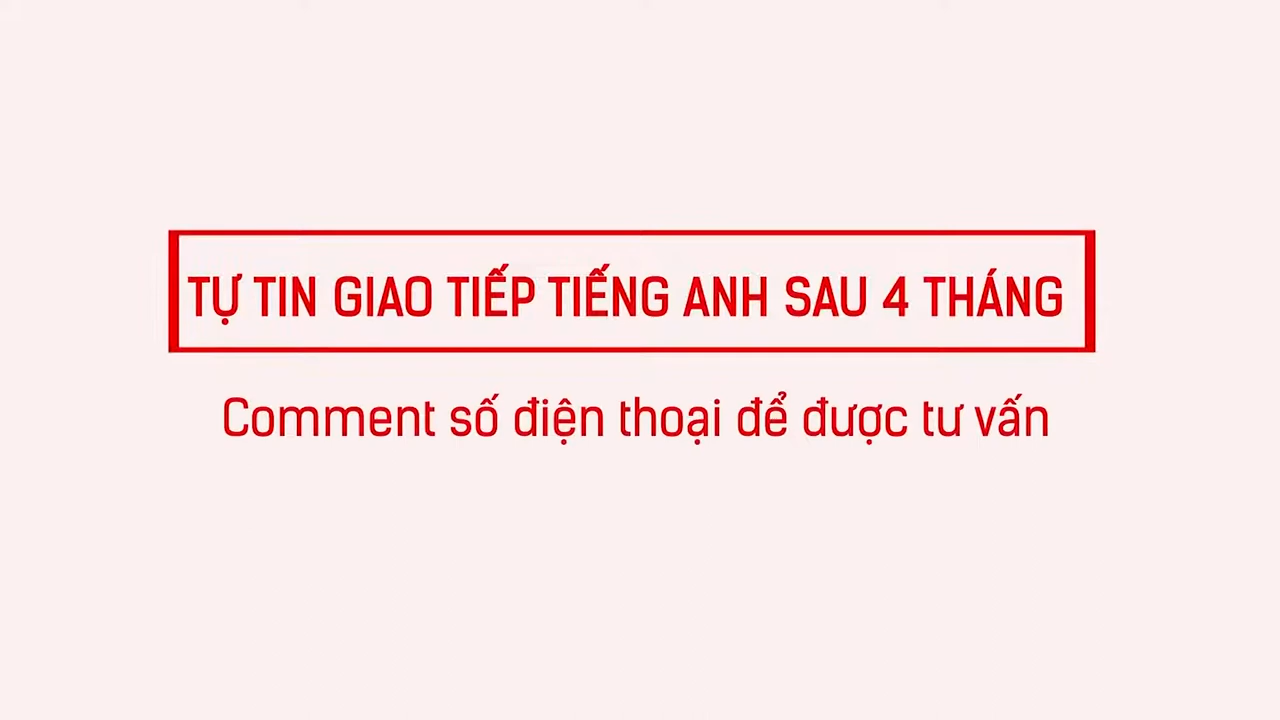 TỰ TIN GIAO TIẾP TIẾNG ANH SAU 4 THÁNG
Comment số điện thoại để được tư vấn